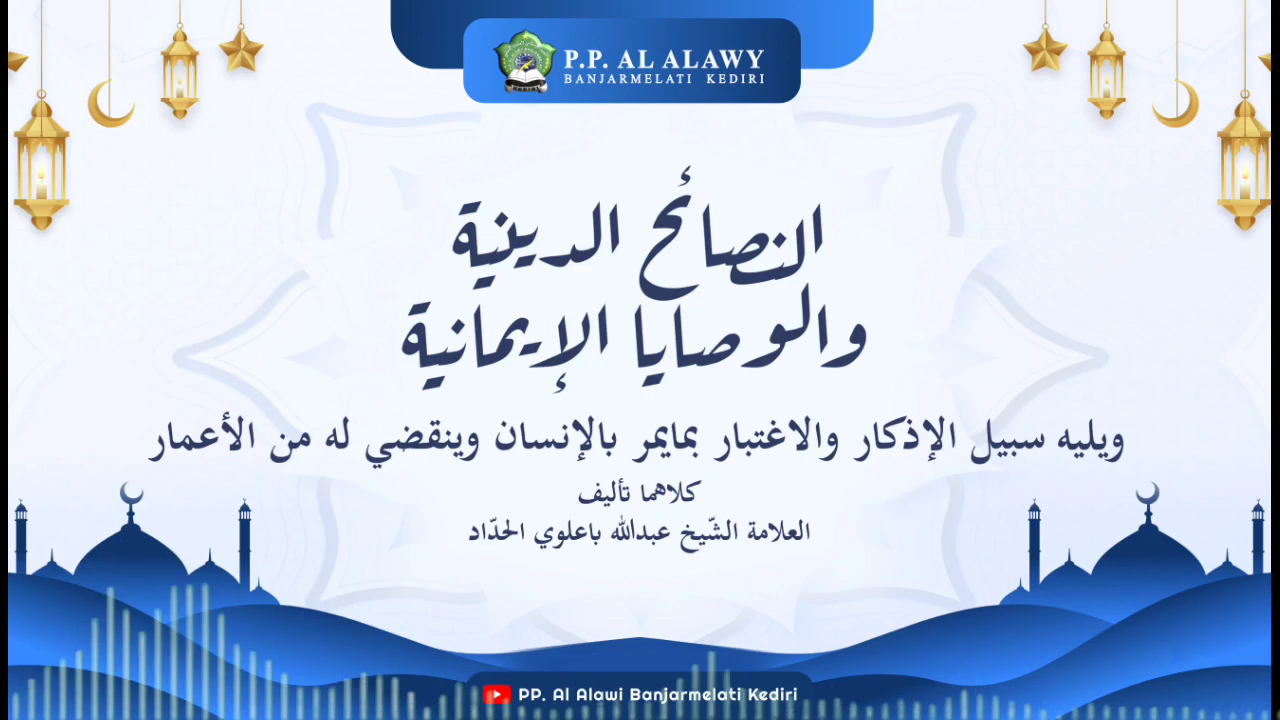 P.P. AL ALAWY
BANJARMELATI KEDIRI
النصائح الدينية
والوصايا الإيمانية
ويليه سبيل الإذكار والاغتبار بمايمر بالإنسان وينقضي له من الأعمار
كلاهما تأليف
العلامة الشّيخ عبدالله باعلوي الحدّاد
PP. Al Alawi Banjarmelati Kediri